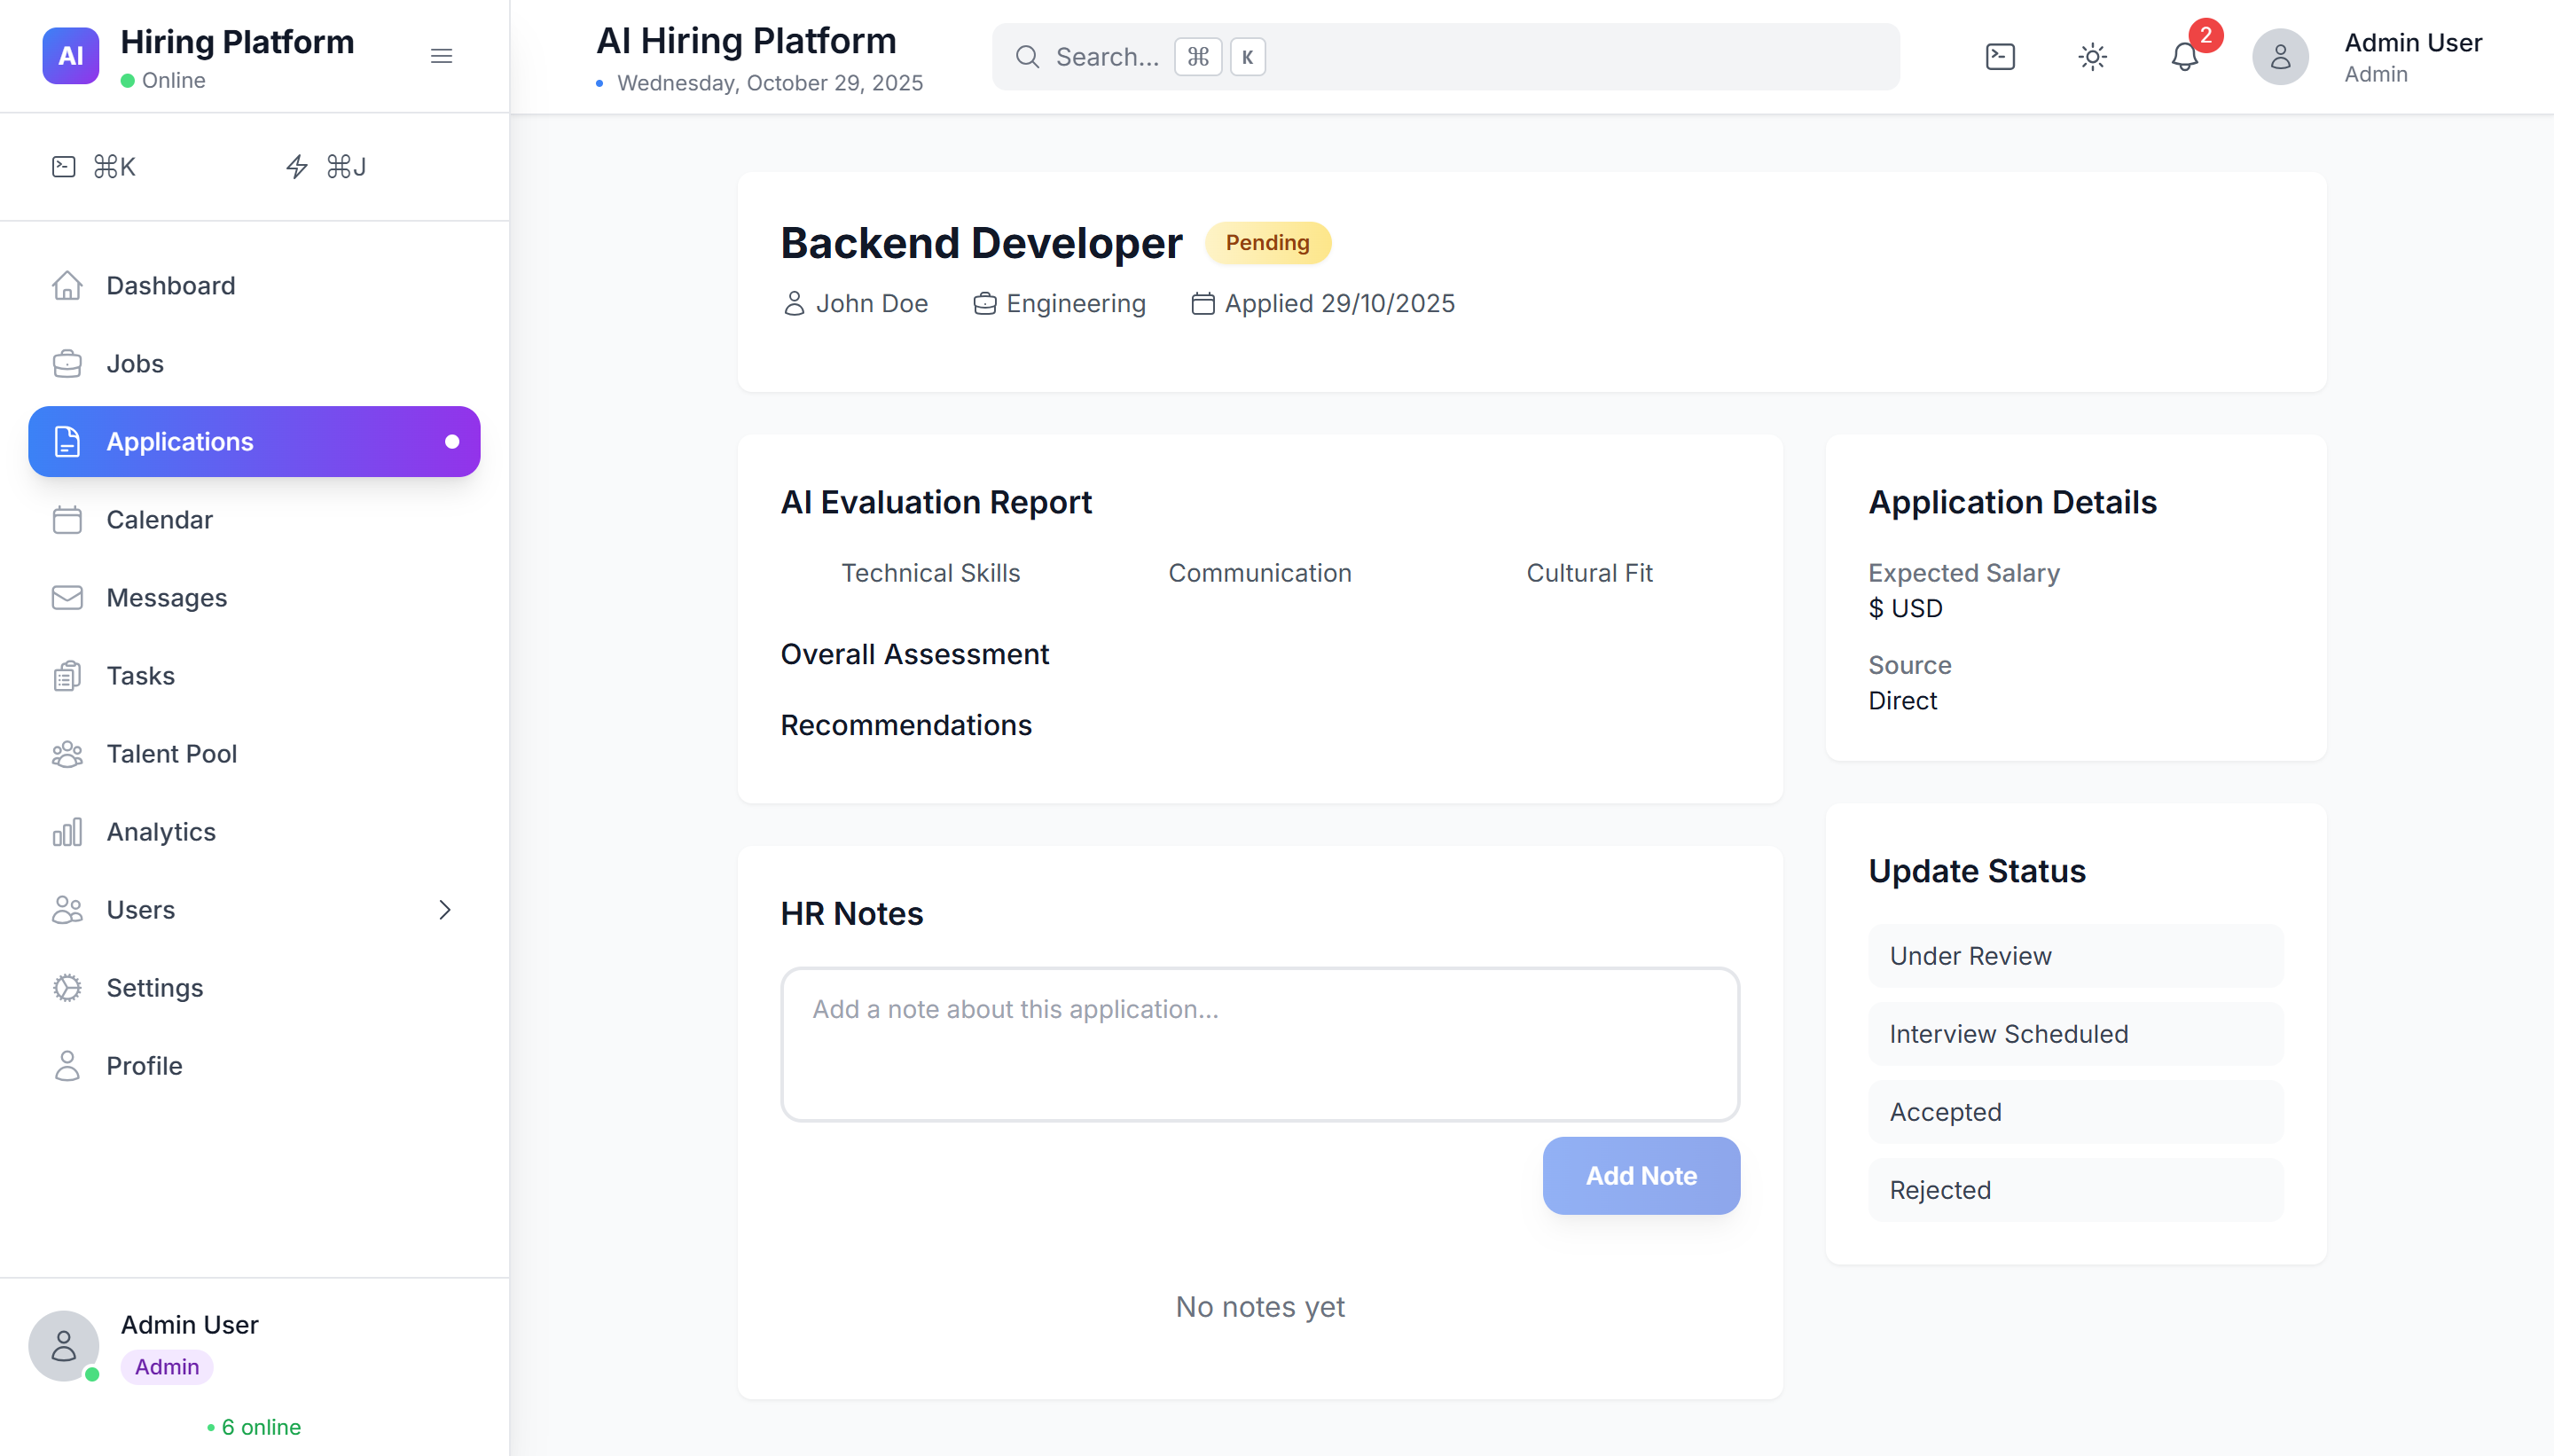 AI
Hiring Platform
Online
⌘K
⌘J
Dashboard
Jobs
Applications
Calendar
Messages
Tasks
Talent Pool
Analytics
Users
Settings
Profile
Admin User
Admin
• 6 online
AI Hiring Platform
• Wednesday, October 29, 2025
Search... ⌘ K
2
Admin User
Admin
Backend Developer
Pending
John Doe Engineering Applied 29/10/2025
AI Evaluation Report
Technical Skills Communication Cultural Fit
Overall Assessment
Recommendations
HR Notes
Add a note about this application...
Add Note
No notes yet
Application Details
Expected Salary
$ USD
Source
Direct
Update Status
Under Review
Interview Scheduled
Accepted
Rejected